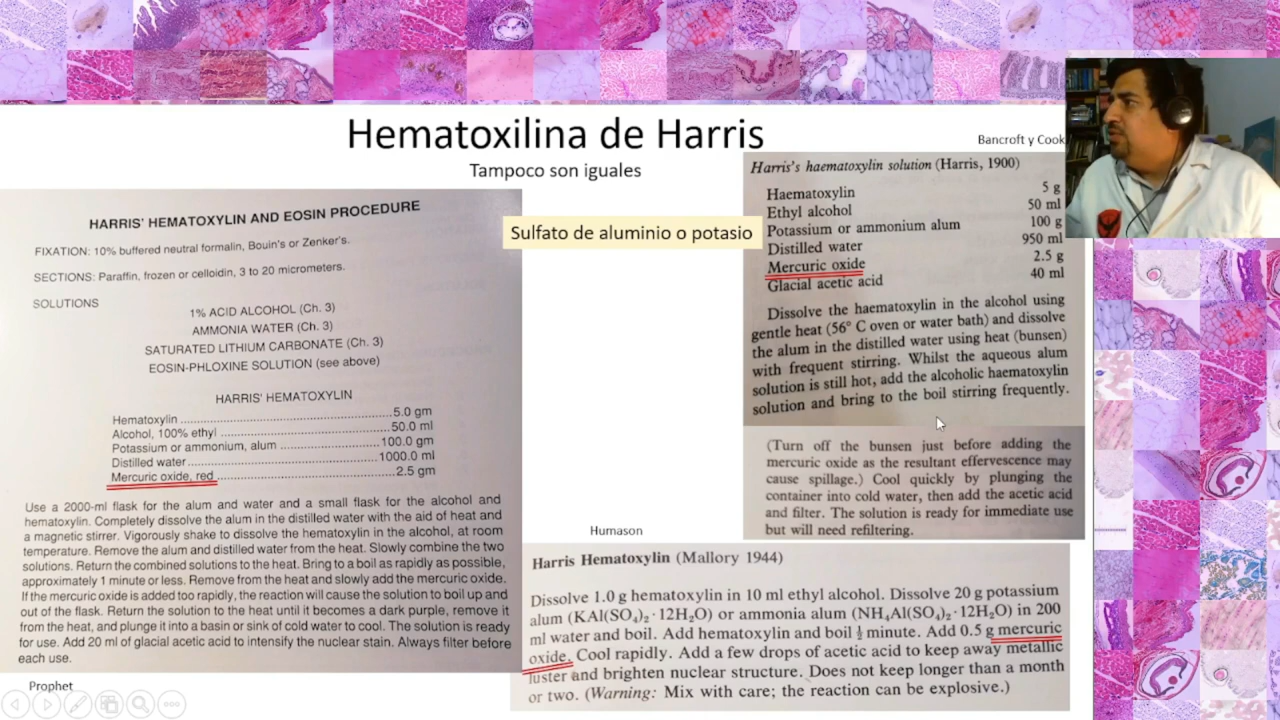 Hematoxilina de Harris
Tampoco son iguales
Bancroft y Cook
Sulfato de aluminio o potasio
HARRIS' HEMATOXYLIN AND EOSIN PROCEDURE
FIXATION: 10% buffered neutral formalin, Bouin's or Zenker's.
SECTIONS: Paraffin, frozen or celloidin, 3 to 20 micrometers.
SOLUTIONS
1% ACID ALCOHOL (Ch. 3)
AMMONIA WATER (Ch. 3)
SATURATED LITHIUM CARBONATE (Ch. 3)
EOSIN-PHLOXINE SOLUTION (see above)
HARRIS' HEMATOXYLIN
Hematoxylin ........ 5.0 gm
Alcohol, 100% ethyl ........ 50.0 ml
Potassium or ammonium, alum ........ 100.0 gm
Distilled water ........ 1000.0 ml
Mercuric oxide, red ........ 2.5 gm
Use a 2000-ml flask for the alum and water and a small flask for the alcohol and
hematoxylin. Completely dissolve the alum in the distilled water with the aid of heat and
a magnetic stirrer. Vigorously shake to dissolve the hematoxylin in the alcohol, at room
temperature. Remove the alum and distilled water from the heat. Slowly combine the two
solutions. Return the combined solutions to the heat. Bring to a boil as rapidly as possible,
approximately 1 minute or less. Remove from the heat and slowly add the mercuric oxide.
If the mercuric oxide is added too rapidly, the reaction will cause the solution to boil up and
out of the flask. Return the solution to the heat until it becomes a dark purple, remove it
from the heat, and plunge it into a basin or sink of cold water to cool. The solution is ready
for use. Add 20 ml of glacial acetic acid to intensify the nuclear stain. Always filter before
each use.
Prophet
Harris's haematoxylin solution (Harris, 1900)
Haematoxylin 5 g
Ethyl alcohol 50 ml
Potassium or ammonium alum 100 g
Distilled water 950 ml
Mercuric oxide 2.5 g
Glacial acetic acid 40 ml
Dissolve the haematoxylin in the alcohol using
gentle heat (56° C oven or water bath) and dissolve
the alum in the distilled water using heat (bunsen)
with frequent stirring. Whilst the aqueous alum
solution is still hot, add the alcoholic haematoxylin
solution and bring to the boil stirring frequently.
(Turn off the bunsen just before adding the
mercuric oxide as the resultant effervescence may
cause spillage.) Cool quickly by plunging the
container into cold water, then add the acetic acid
and filter. The solution is ready for immediate use
but will need refiltering.
Humason
Harris Hematoxylin (Mallory 1944)
Dissolve 1.0 g hematoxylin in 10 ml ethyl alcohol. Dissolve 20 g potassium
alum (KAl(SO₄)₂·12H₂O) or ammonia alum (NH₄Al(SO₄)₂·12H₂O) in 200
ml water and boil. Add hematoxylin and boil ½ minute. Add 0.5 g mercuric
oxide. Cool rapidly. Add a few drops of acetic acid to keep away metallic
luster and brighten nuclear structure. Does not keep longer than a month
or two. (Warning: Mix with care; the reaction can be explosive.)